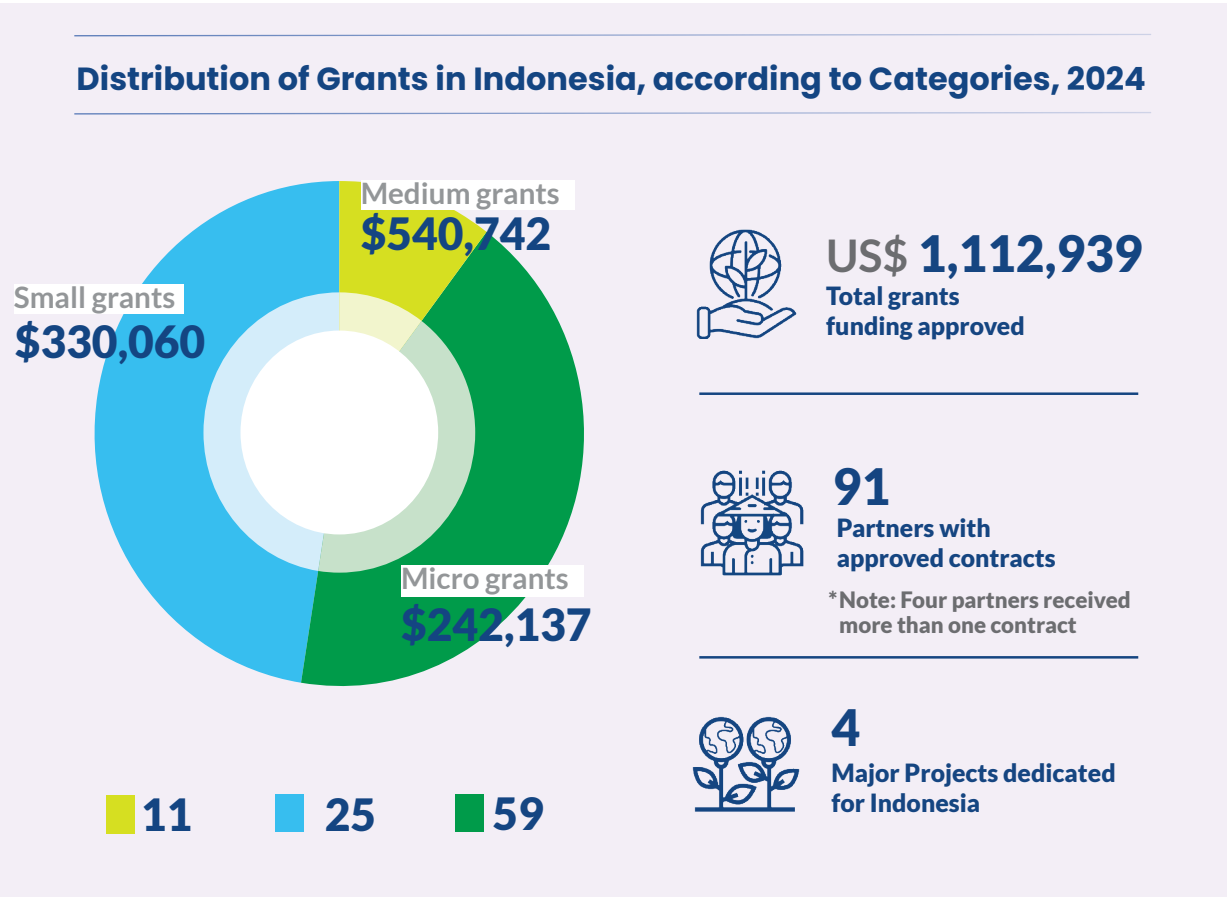 Distribution of Grants in Indonesia, according to Categories, 2024
Medium grants
$540,742
Small grants
$330,060
Micro grants
$242,137
11
25
59
US$ 1,112,939
Total grants
funding approved
91
Partners with
approved contracts
*Note: Four partners received
more than one contract
4
Major Projects dedicated
for Indonesia